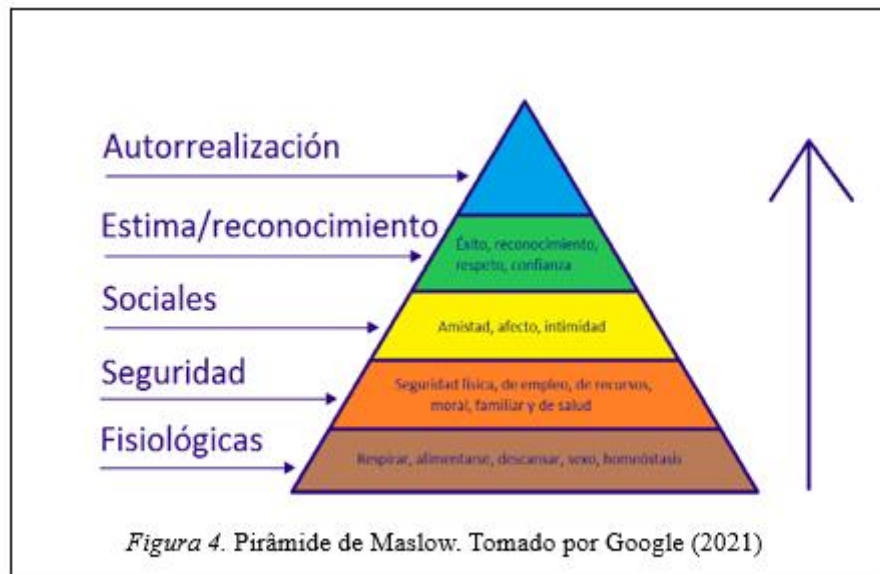 Autorrealización
Estima/reconocimiento
Éxito, reconocimiento,
respeto, confianza
Sociales
Amistad, afecto, intimidad
Seguridad
Seguridad física, de empleo, de recursos,
moral, familiar y de salud
Fisiológicas
Respirar, alimentarse, descansar, sexo, homnóstasis
Figura 4. Pirâmide de Maslow. Tomado por Google (2021)